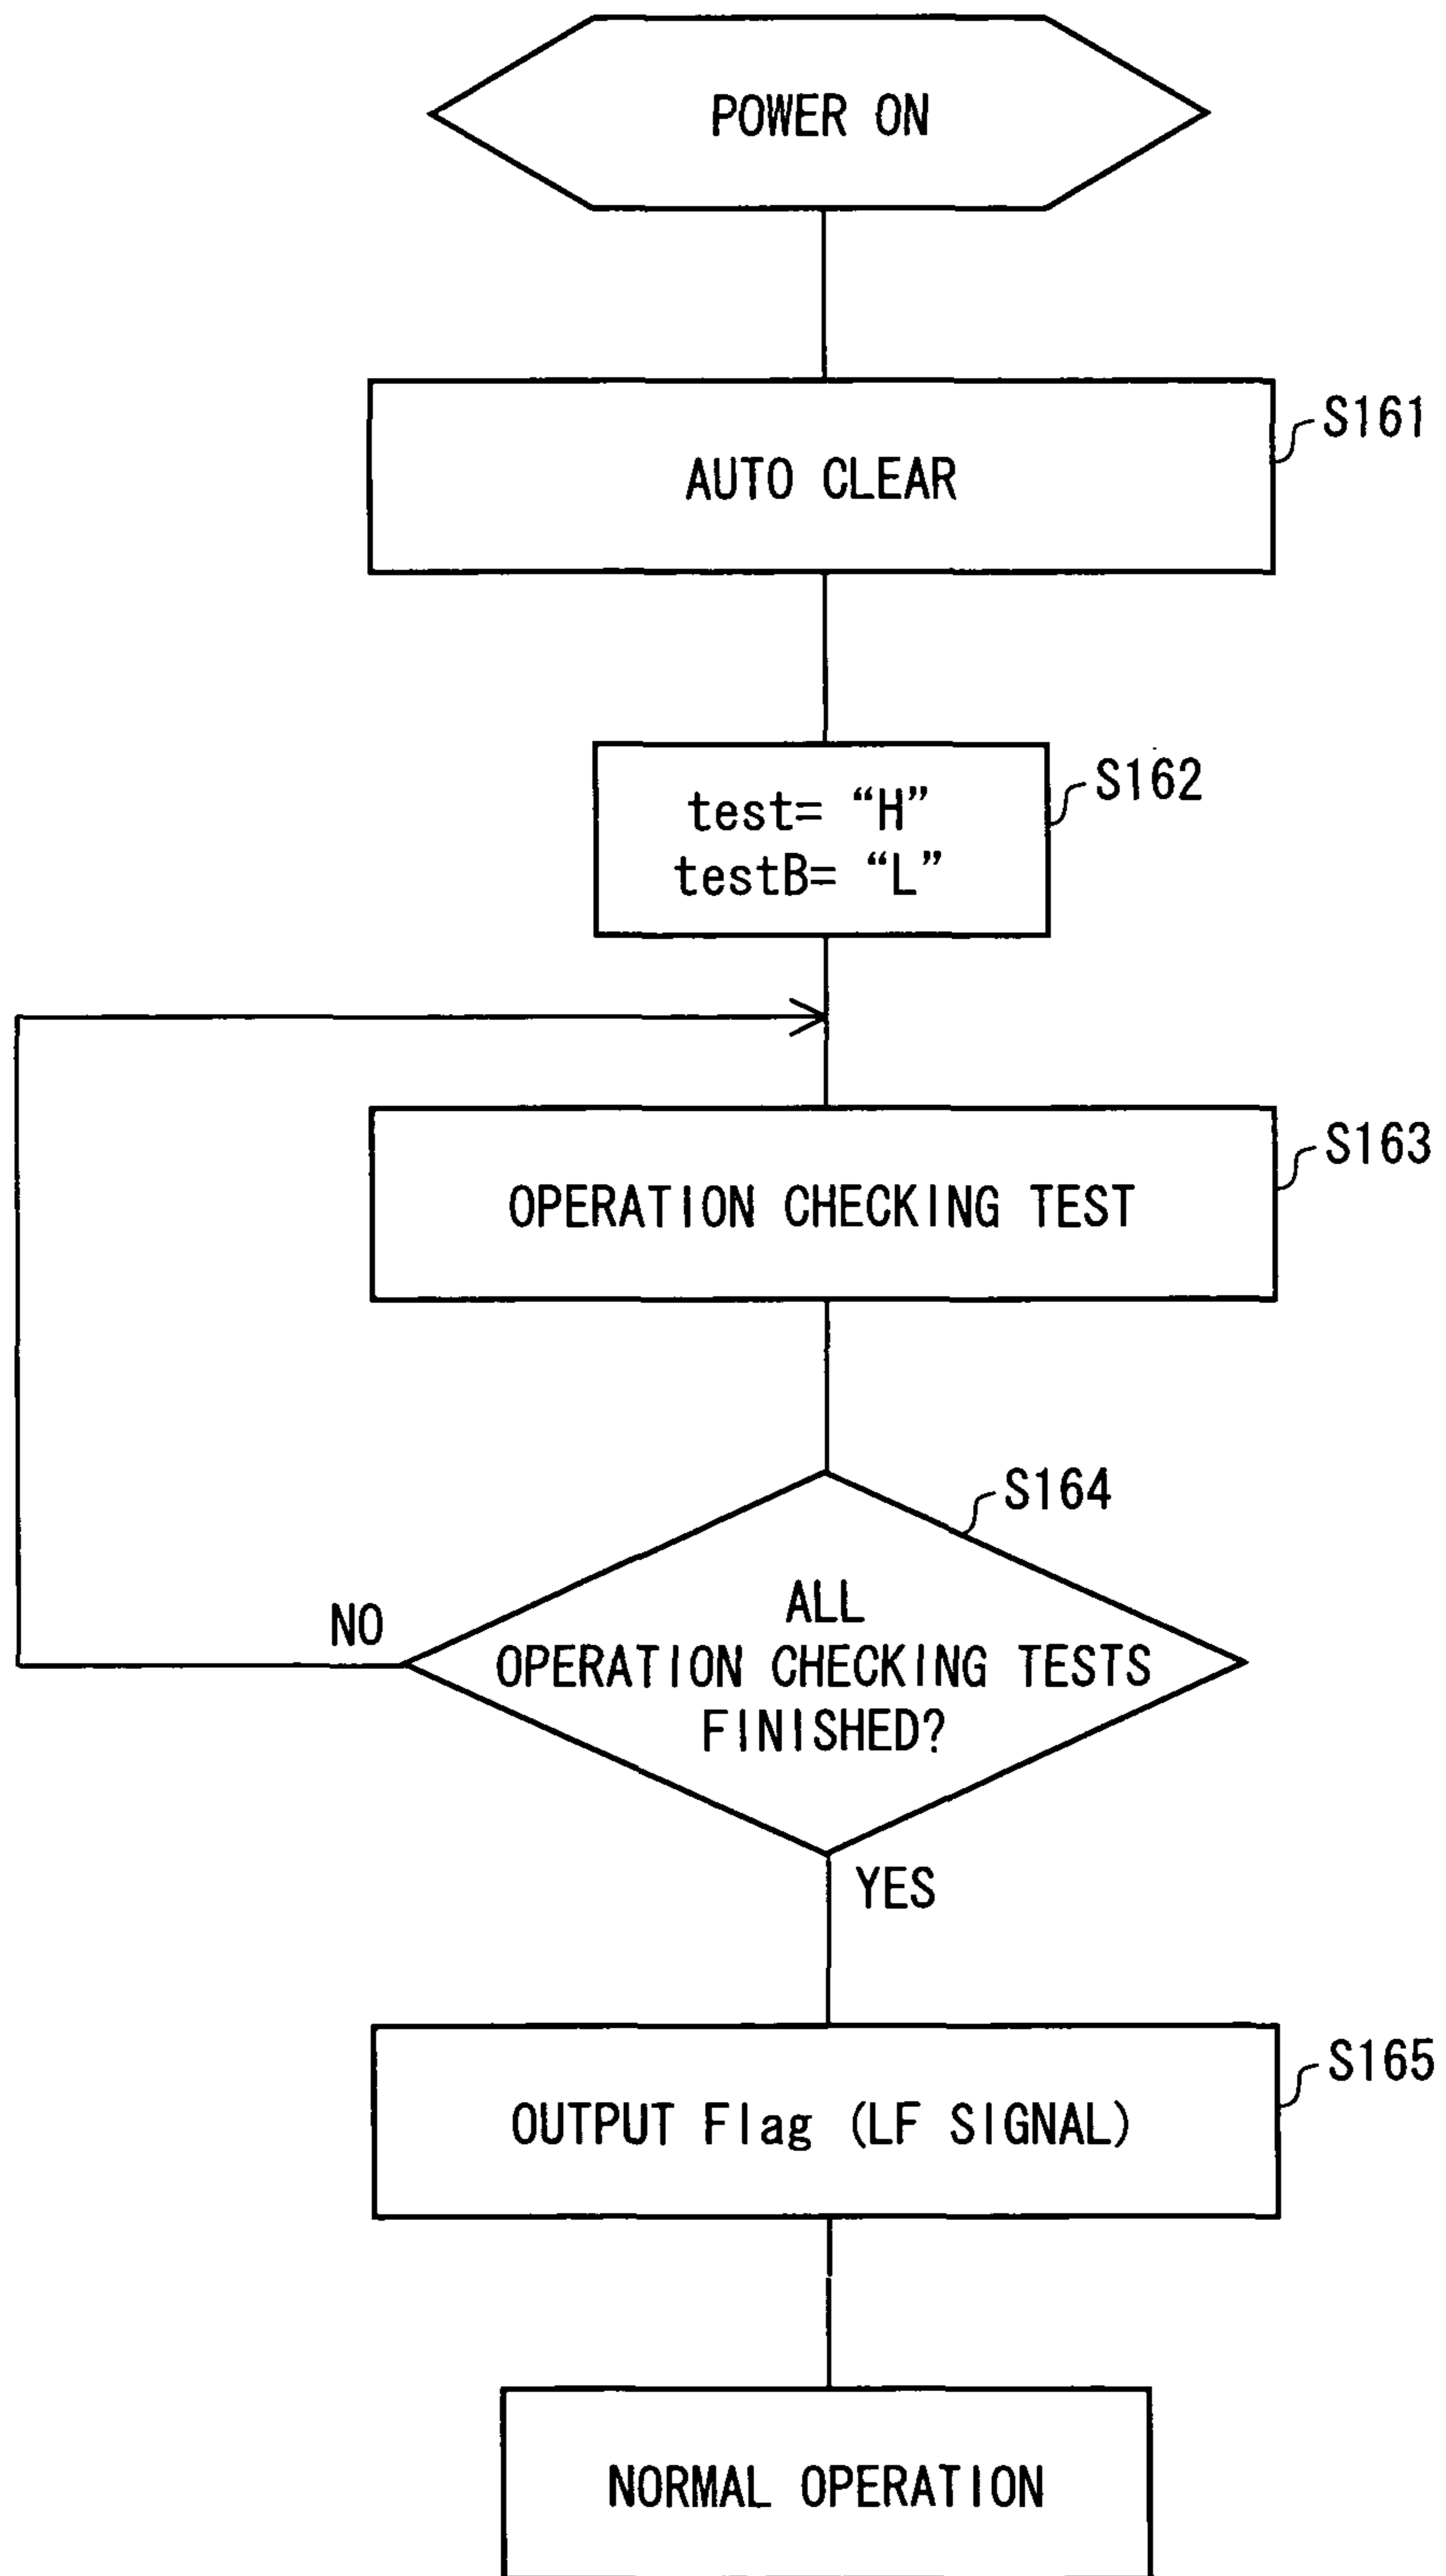 POWER ON
S161
AUTO CLEAR
S162
test= “H”
testB= “L”
S163
OPERATION CHECKING TEST
S164
ALL
OPERATION CHECKING TESTS
FINISHED?
NO
YES
S165
OUTPUT Flag (LF SIGNAL)
NORMAL OPERATION